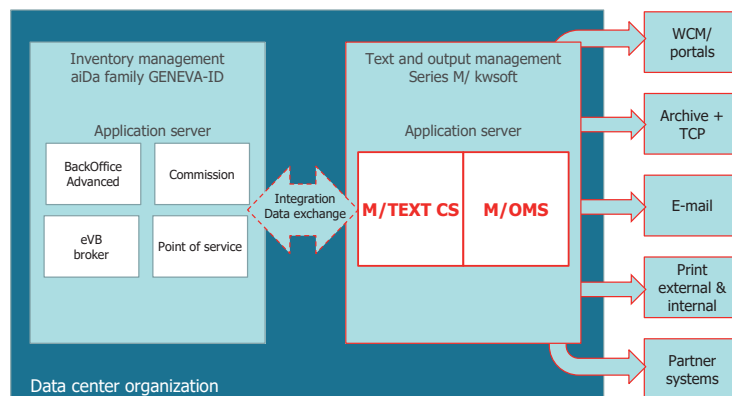 Inventory management
aiDa family GENEVA-ID
Application server
BackOffice
Advanced
Commission
eVB
broker
Point of service
Integration
Data exchange
Text and output management
Series M/ kwsoft
Application server
M/TEXT CS
M/OMS
WCM/
portals
Archive +
TCP
E-mail
Print
external &
internal
Partner
systems
Data center organization